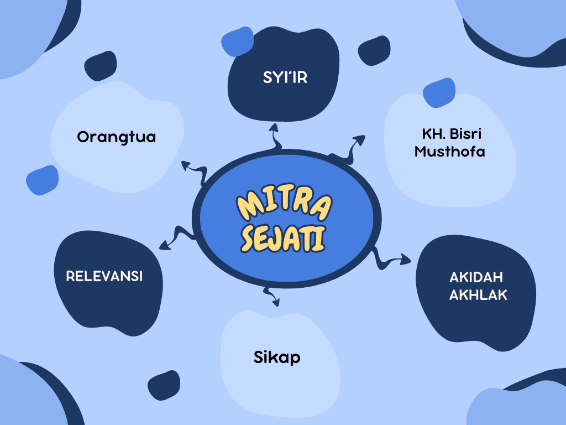 SYI'IR
Orangtua
KH. Bisri
Musthofa
MITRA
SEJATI
RELEVANSI
AKIDAH
AKHLAK
Sikap